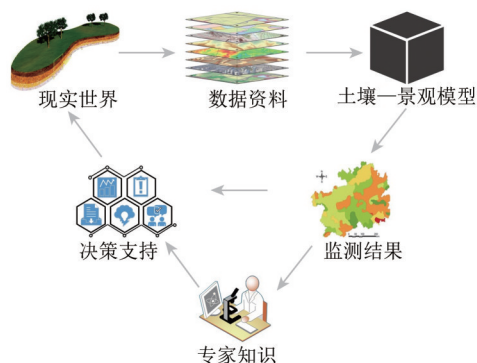 现实世界
数据资料
土壤—景观模型
决策支持
监测结果
专家知识